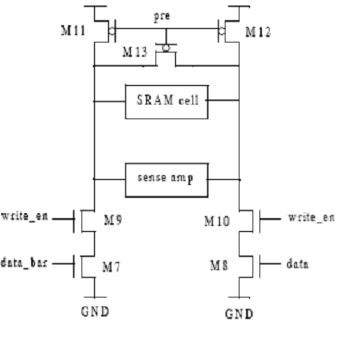 pre
M11
M12
M13
SRAM cell
sense amp
write_en
M9
M10
write_en
data_bar
M7
M8
data
GND
GND